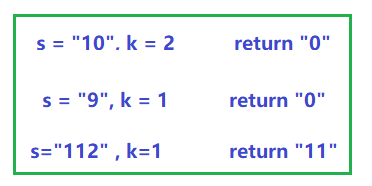 s = "10". k = 2 return "0"
s = "9", k = 1 return "0"
s="112" , k=1 return "11"